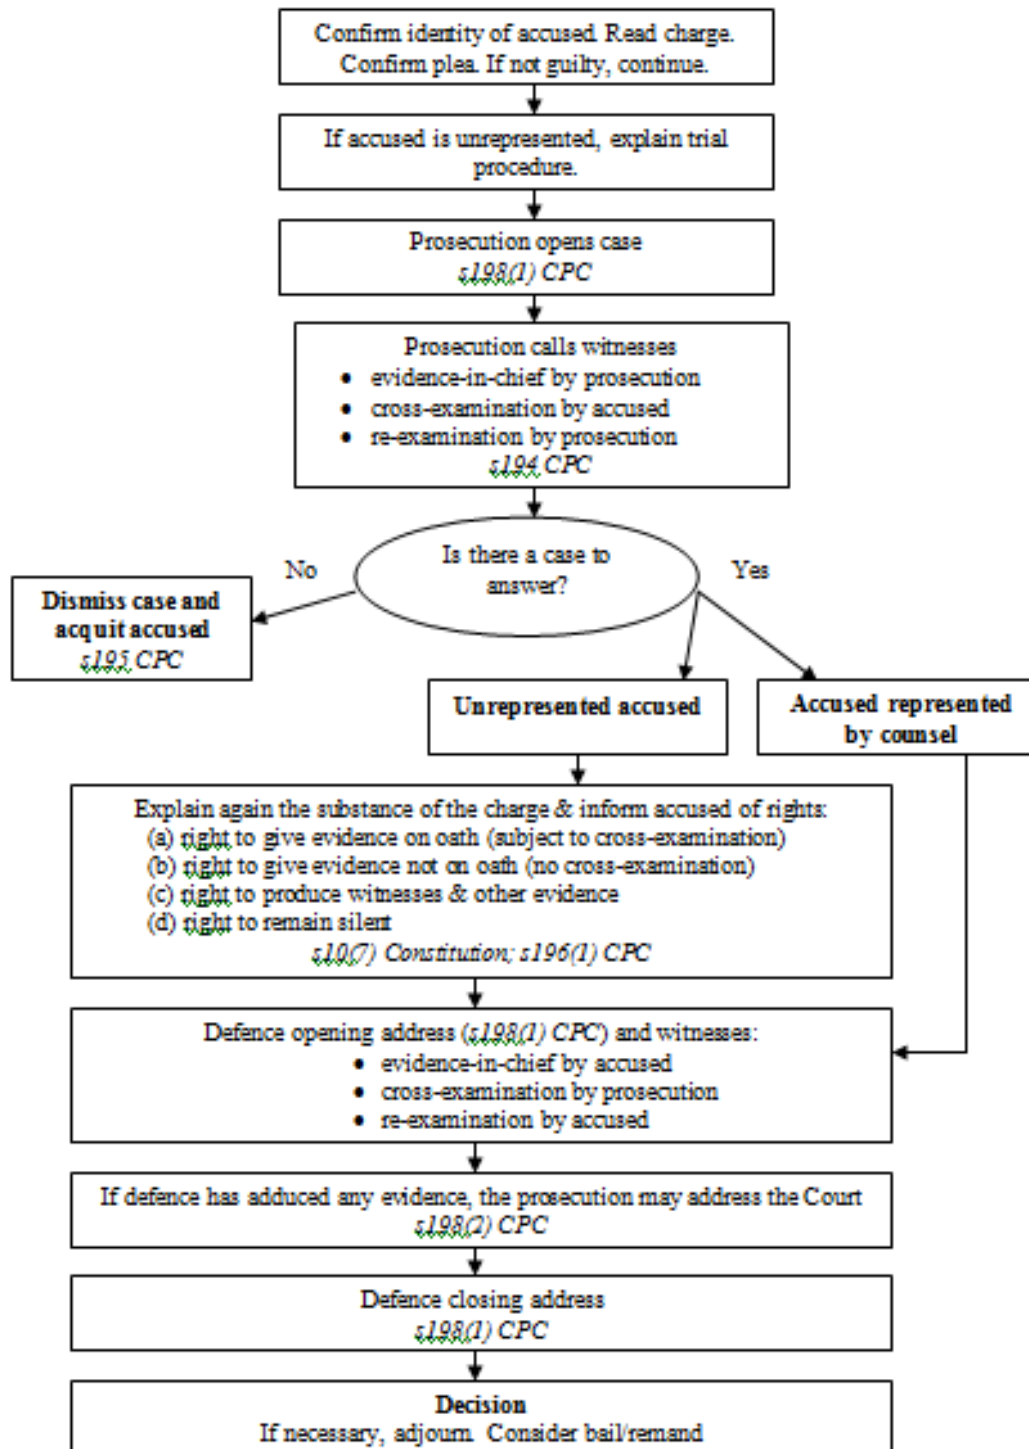 Confirm identity of accused. Read charge.
Confirm plea. If not guilty, continue.
If accused is unrepresented, explain trial
procedure.
Prosecution opens case
s198(1) CPC
Prosecution calls witnesses
• evidence-in-chief by prosecution
• cross-examination by accused
• re-examination by prosecution
s194 CPC
Is there a case to
answer?
No
Yes
Dismiss case and
acquit accused
s195 CPC
Unrepresented accused
Accused represented
by counsel
Explain again the substance of the charge & inform accused of rights:
(a) right to give evidence on oath (subject to cross-examination)
(b) right to give evidence not on oath (no cross-examination)
(c) right to produce witnesses & other evidence
(d) right to remain silent
s10(7) Constitution; s196(1) CPC
Defence opening address (s198(1) CPC) and witnesses:
• evidence-in-chief by accused
• cross-examination by prosecution
• re-examination by accused
If defence has adduced any evidence, the prosecution may address the Court
s198(2) CPC
Defence closing address
s198(1) CPC
Decision
If necessary, adjourn. Consider bail/remand